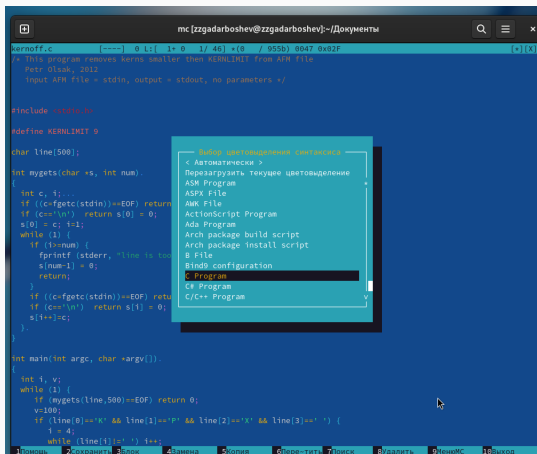 mc [zzgadarboshev@zzgadarboshev]:~/Документы
kernoff.c [----] 0 L:[ 1+ 0 1/ 46] *(0 / 955b) 0047 0x02F [*][X]
/* This program removes kerns smaller then KERNLIMIT from AFM file
Petr Olsak, 2012
input AFM file = stdin, output = stdout, no parameters */
#include
#define KERNLIMIT 9
char line[500];
int mygets(char *s, int num).
{
int c, i;...
if ((c=fgetc(stdin))==EOF) return
if (c=='\n') return s[0] = 0;
s[0] = c; i=1;
while (1) {
if (i>=num) {
fprintf (stderr, "line is too
s[num-1] = 0;
return;
}
if ((c=fgetc(stdin))==EOF) retu
if (c=='\n') return s[i] = 0;
s[i++]=c;
}.
}
int main(int argc, char *argv[]).
{
int i, v;
while (1) {
if (mygets(line,500)==EOF) return 0;
v=100;
if (line[0]=='K' && line[1]=='P' && line[2]=='X' && line[3]==' ') {
i = 4;
while (line[i]!=' ') i++;
Выбор цветовыделения синтаксиса
< Автоматически >
Перезагрузить текущее цветовыделение
ASM Program
ASPX File
AWK File
ActionScript Program
Ada Program
Arch package build script
Arch package install script
B File
Bind9 configuration
C Program
C# Program
C/C++ Program
1Помощь 2Сохранить 3Блок 4Замена 5Копия 6Пере~тить 7Поиск 8Удалить 9МенюMC 10Выход